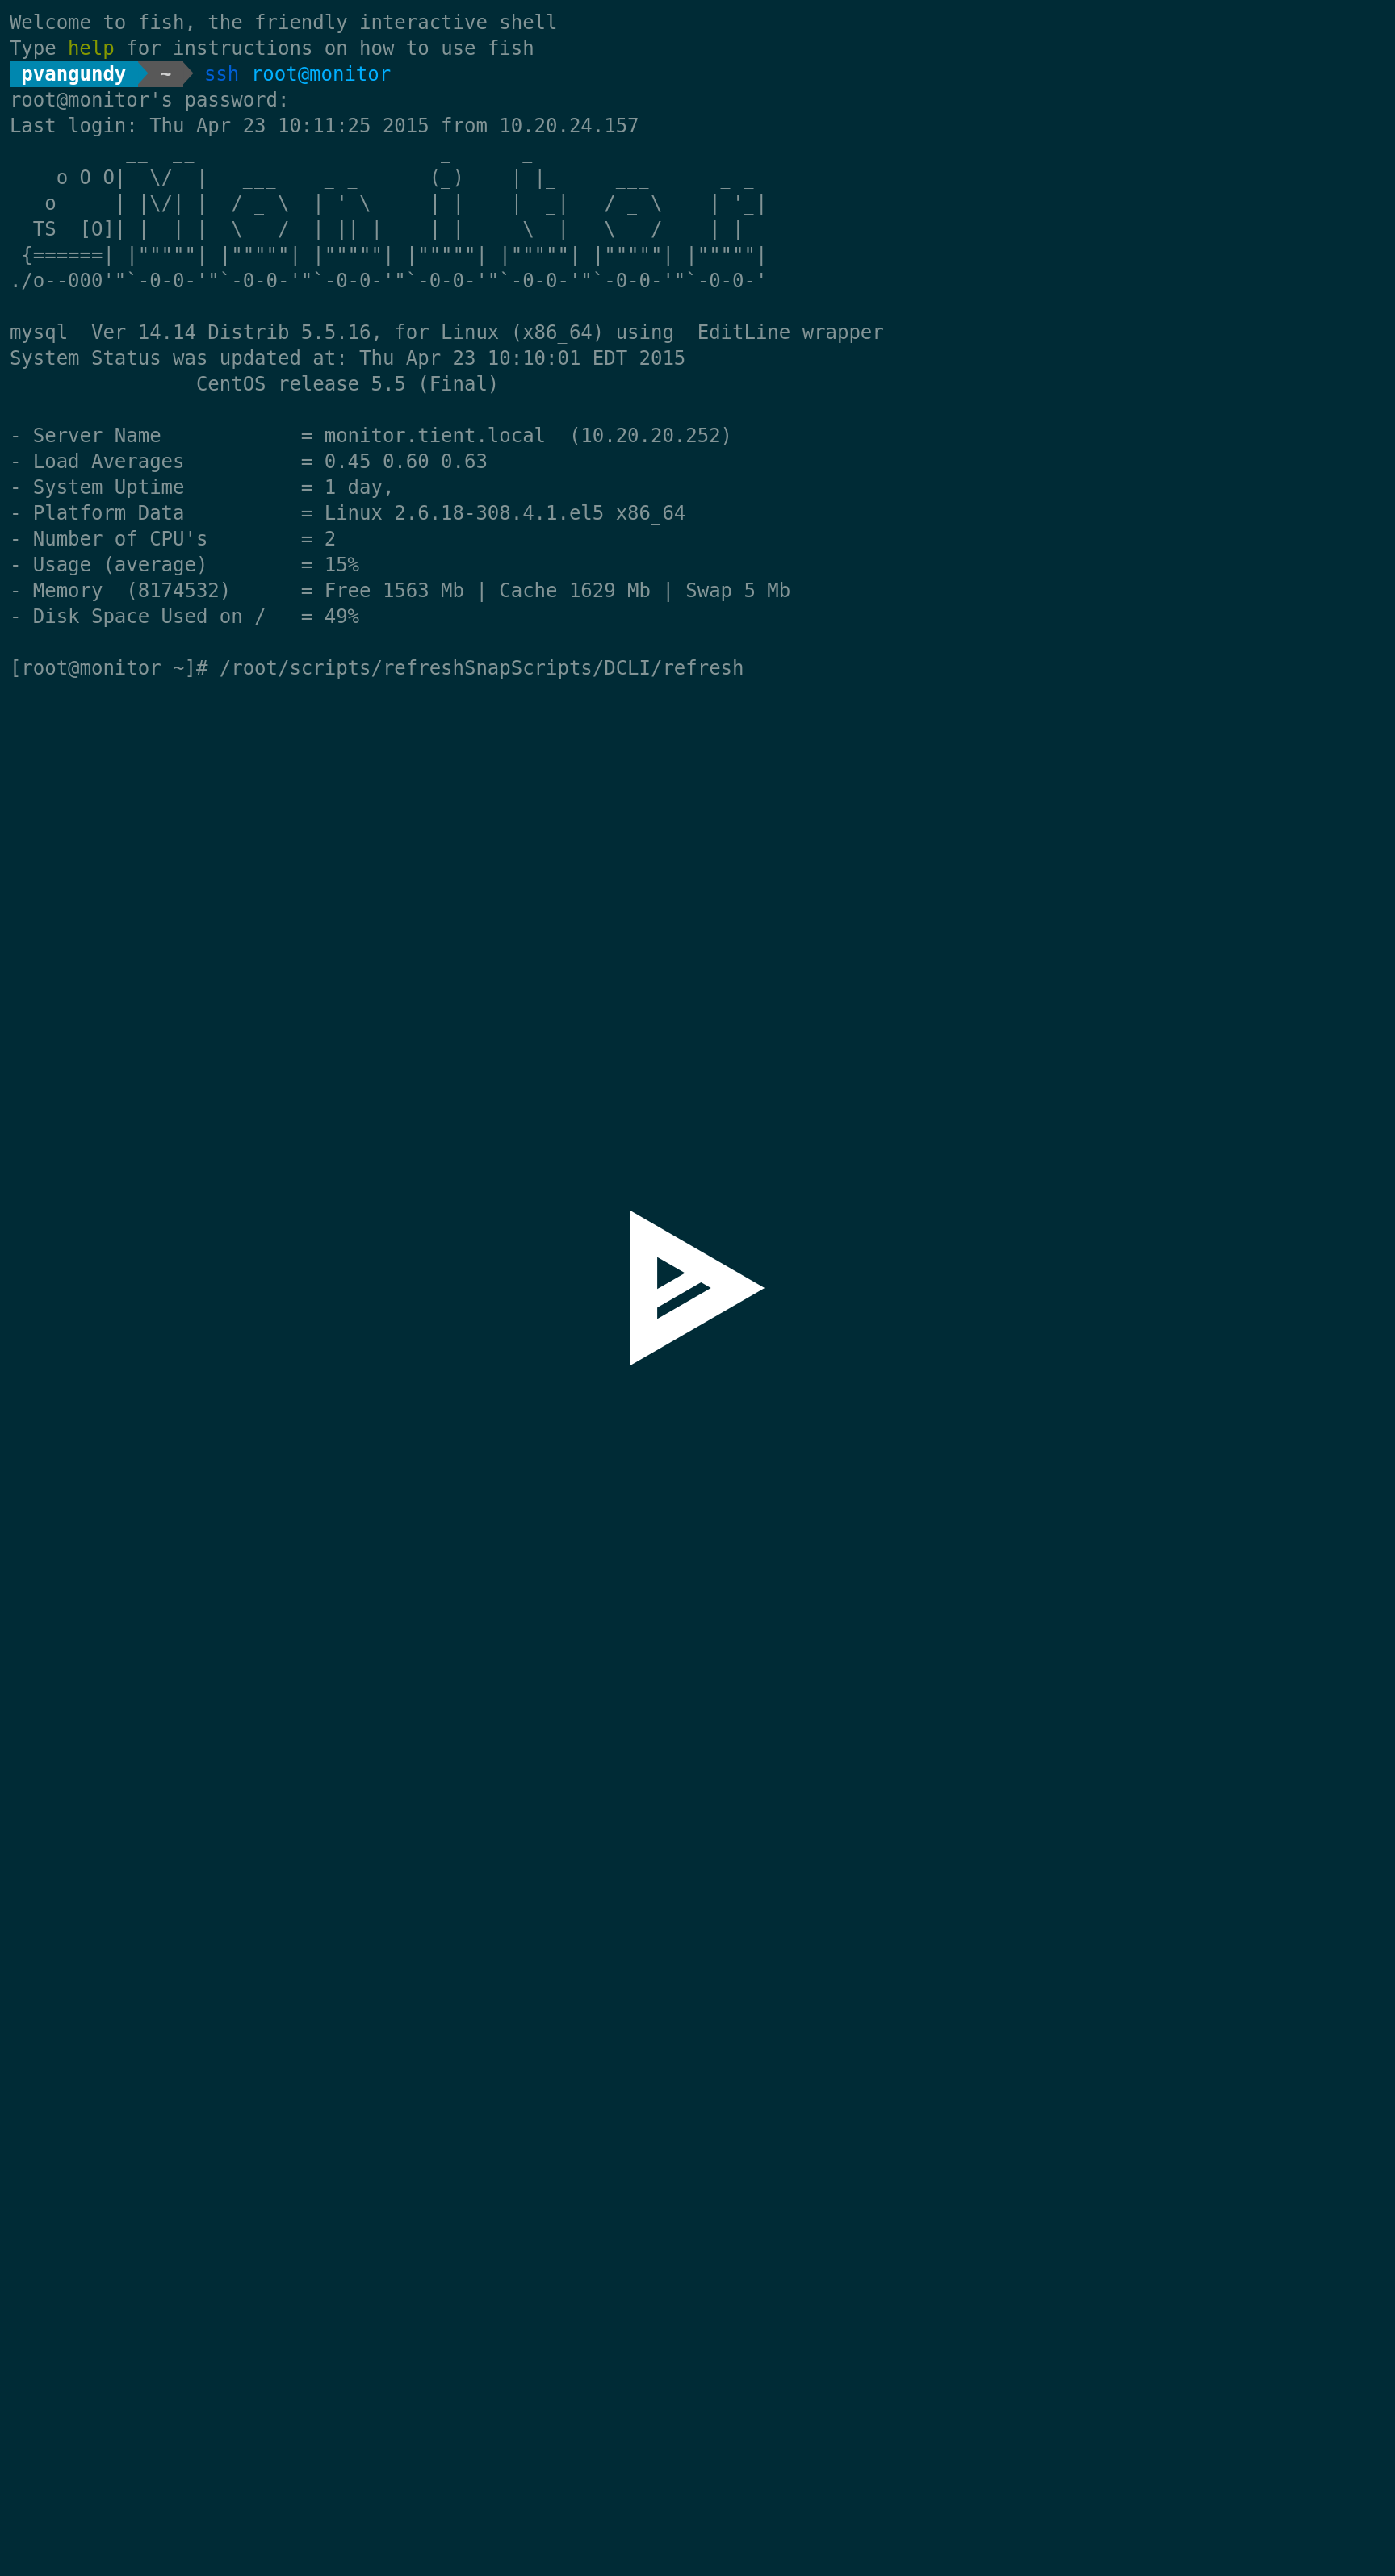 Welcome to fish, the friendly interactive shell
Type help for instructions on how to use fish
pvangundy ~ ssh root@monitor
root@monitor's password:
Last login: Thu Apr 23 10:11:25 2015 from 10.20.24.157
          __  __                     _      _
    o O O|  \/  |   ___    _ _      (_)    | |_     ___      _ _
   o     | |\/| |  / _ \  | ' \     | |    |  _|   / _ \    | '_|
  TS__[O]|_|__|_|  \___/  |_||_|   _|_|_   _\__|   \___/   _|_|_
 {======|_|"""""|_|"""""|_|"""""|_|"""""|_|"""""|_|"""""|_|"""""|
./o--000'"`-0-0-'"`-0-0-'"`-0-0-'"`-0-0-'"`-0-0-'"`-0-0-'"`-0-0-'
mysql  Ver 14.14 Distrib 5.5.16, for Linux (x86_64) using  EditLine wrapper
System Status was updated at: Thu Apr 23 10:10:01 EDT 2015
                CentOS release 5.5 (Final)
- Server Name            = monitor.tient.local  (10.20.20.252)
- Load Averages          = 0.45 0.60 0.63
- System Uptime          = 1 day,
- Platform Data          = Linux 2.6.18-308.4.1.el5 x86_64
- Number of CPU's        = 2
- Usage (average)        = 15%
- Memory  (8174532)      = Free 1563 Mb | Cache 1629 Mb | Swap 5 Mb
- Disk Space Used on /   = 49%
[root@monitor ~]# /root/scripts/refreshSnapScripts/DCLI/refresh